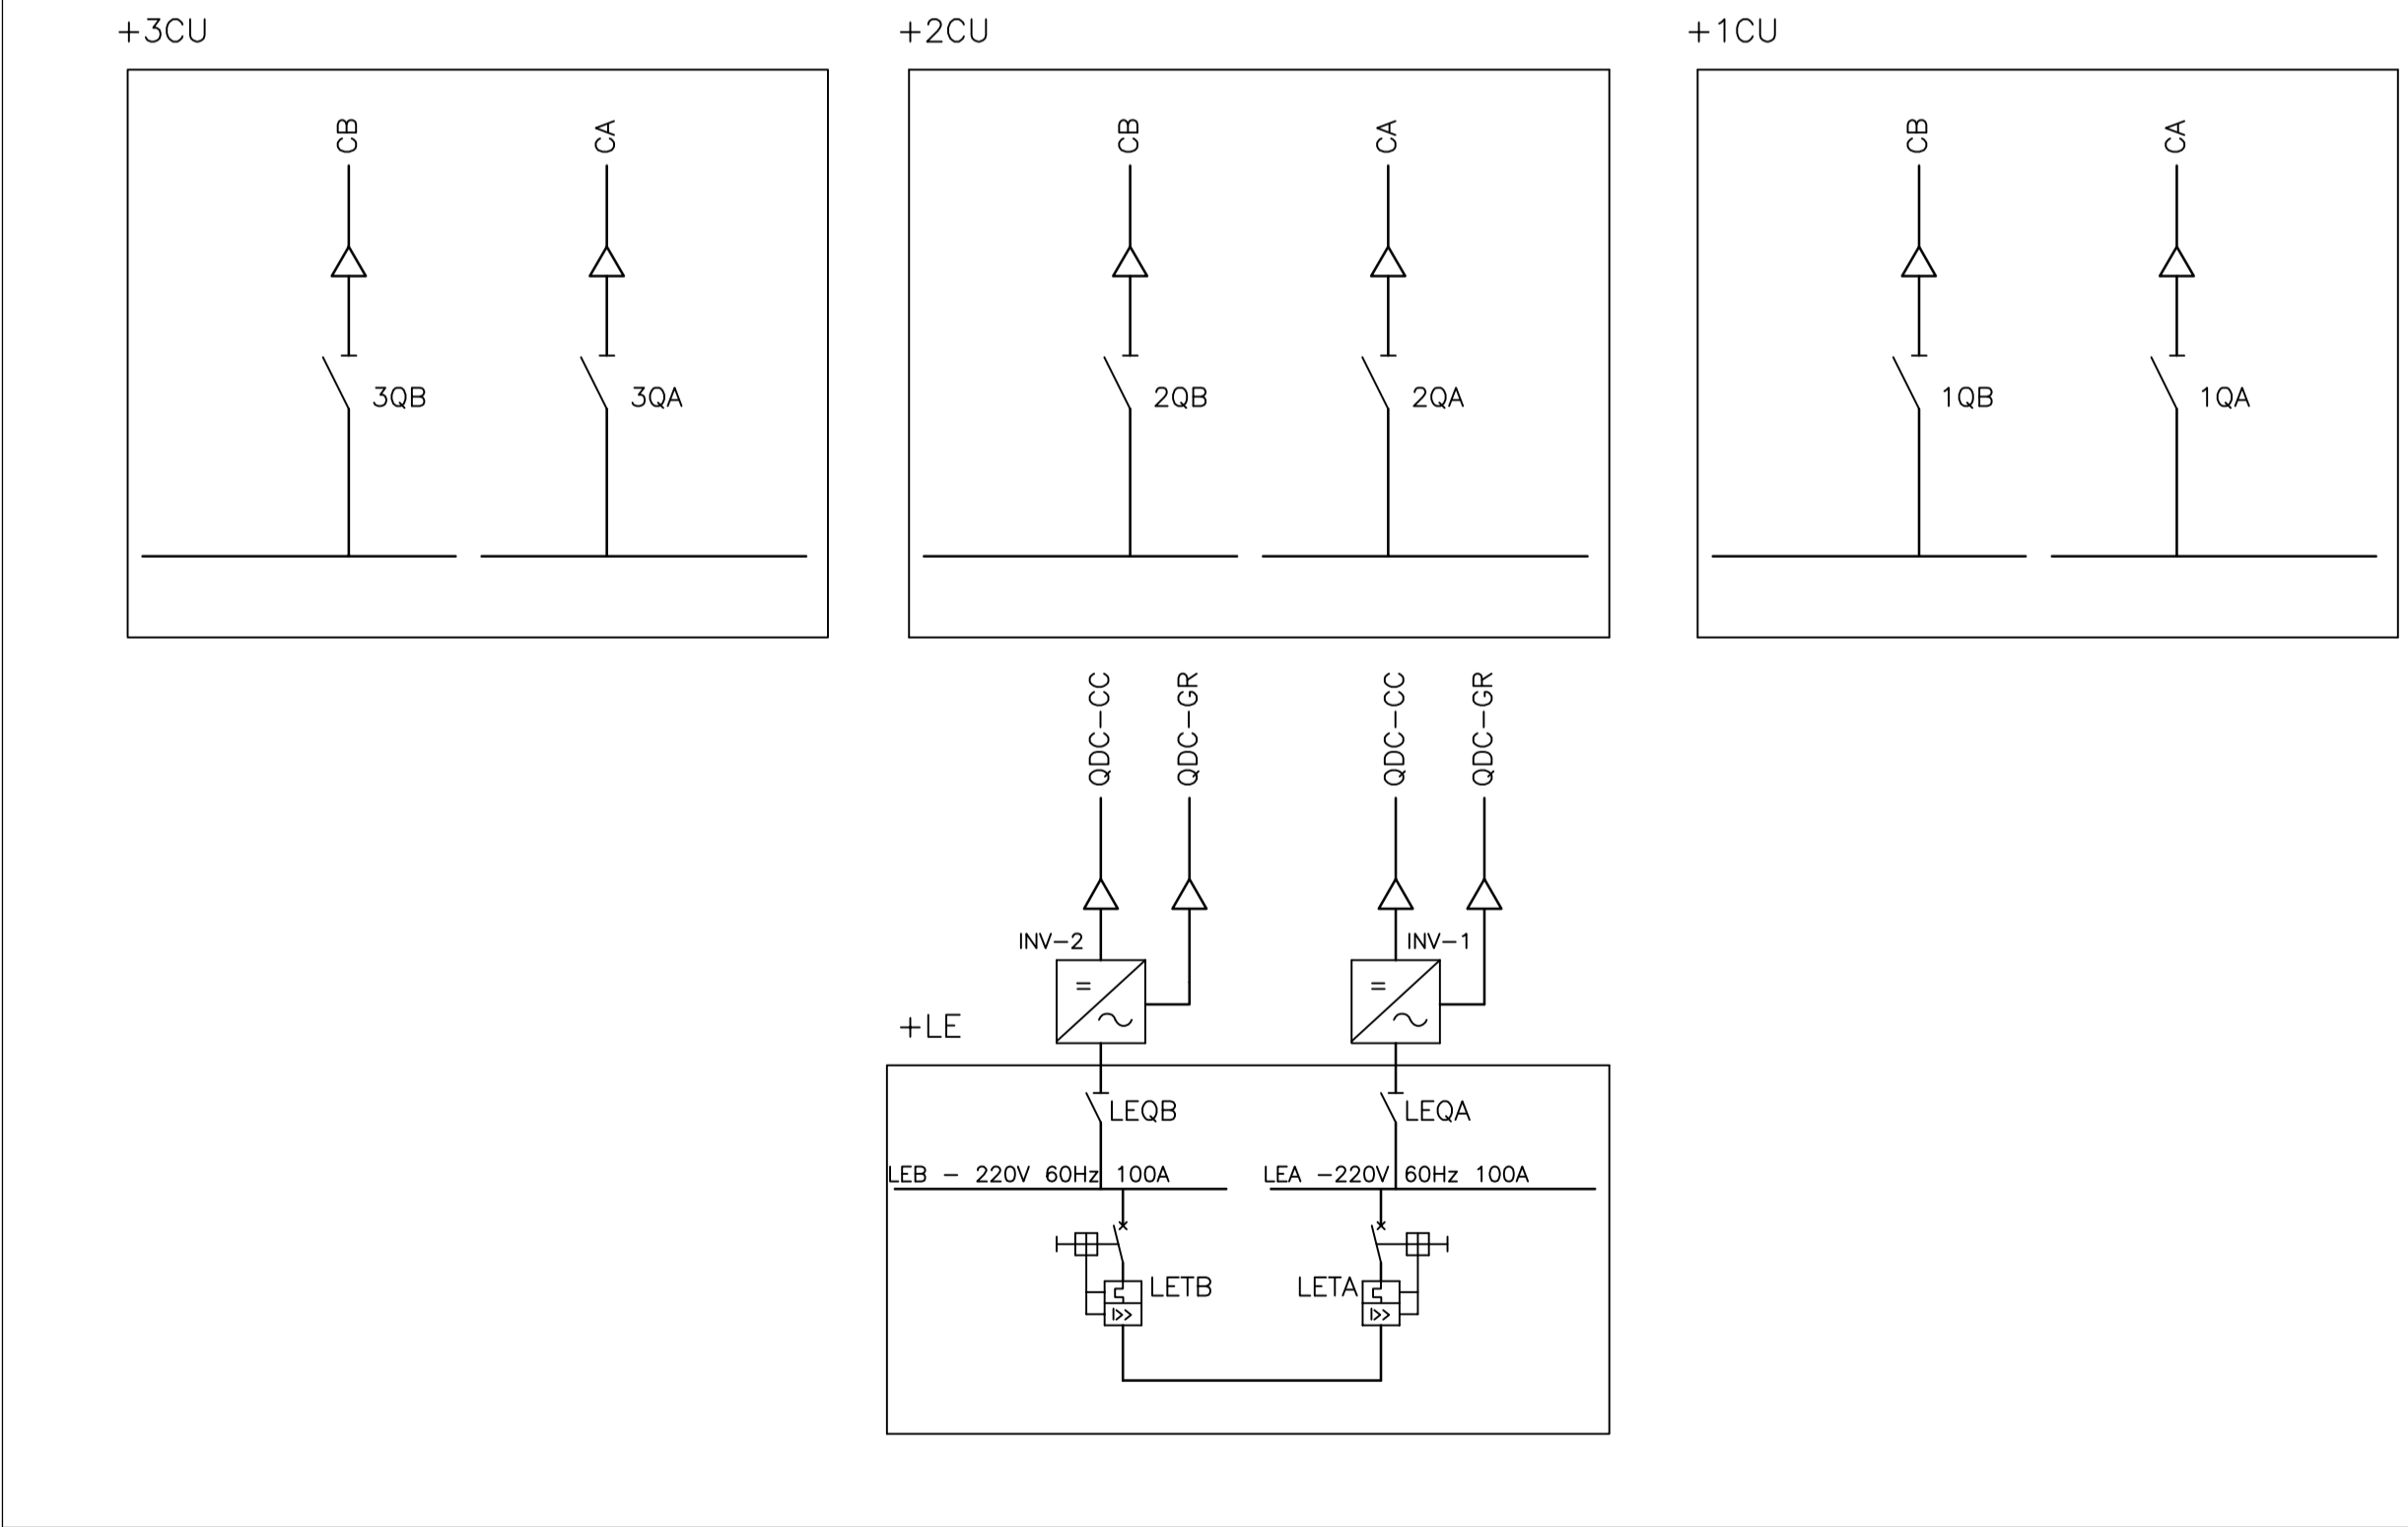 +3CU
+2CU
+1CU
CB
CA
CB
CA
CB
CA
3QB
3QA
2QB
2QA
1QB
1QA
QDC-CC
QDC-GR
QDC-CC
QDC-GR
INV-2
INV-1
+LE
LEQB
LEQA
LEB - 220V 60Hz 100A
LEA -220V 60Hz 100A
LETB
LETA